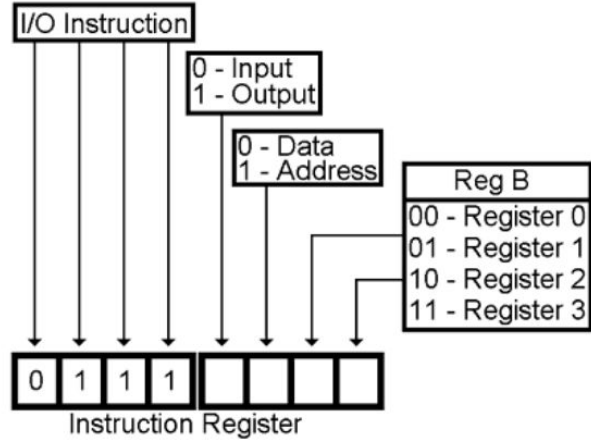 I/O Instruction
0 - Input
1 - Output
0 - Data
1 - Address
Reg B
00 - Register 0
01 - Register 1
10 - Register 2
11 - Register 3
0 1 1 1
Instruction Register